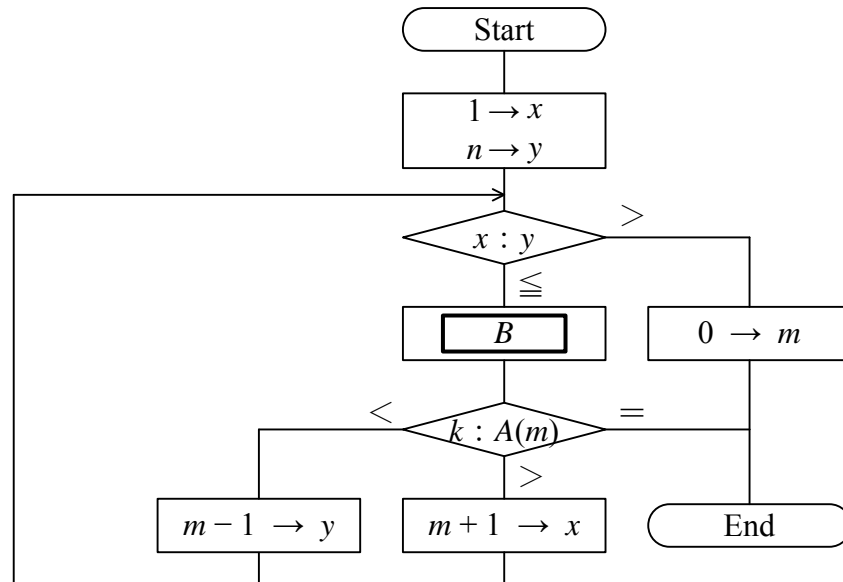 Start
1 → x
n → y
x : y
>
≦
B
0 → m
<
k : A(m)
=
>
m − 1 → y
m + 1 → x
End